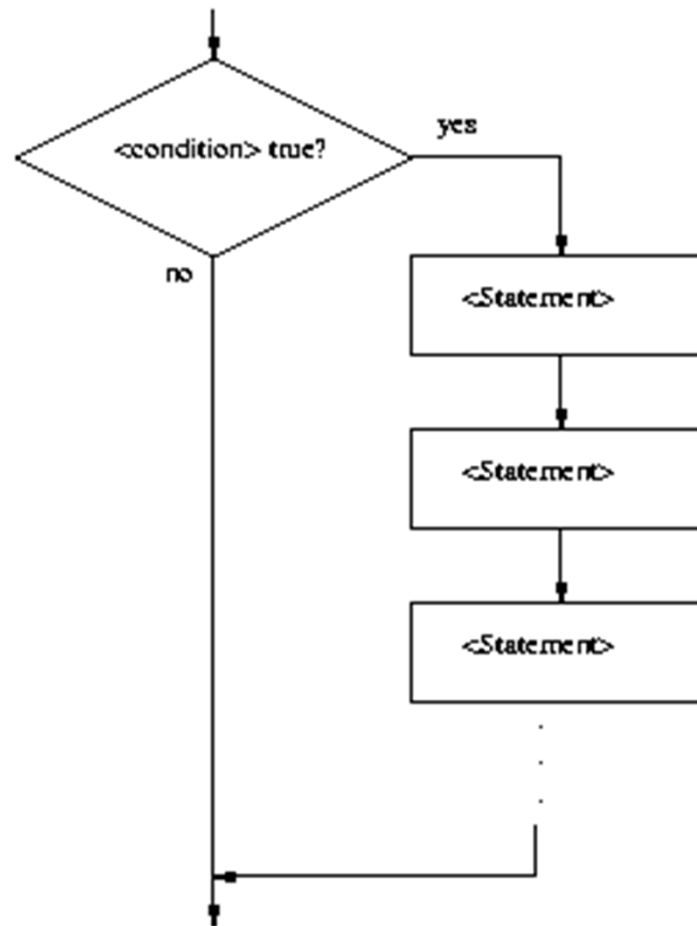 <condition> true?
yes
no
<Statement>
<Statement>
<Statement>